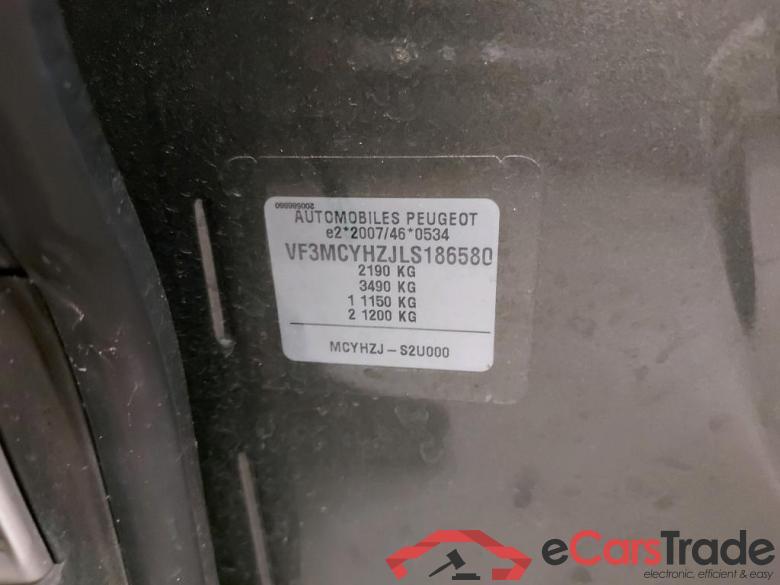 200586980
AUTOMOBILES PEUGEOT
e2*2007/46*0534
VF3MCYHZJLS186580
2190 KG
3490 KG
1 1150 KG
2 1200 KG
MCYHZJ – S2U000
eCarsTrade
electronic, efficient & easy